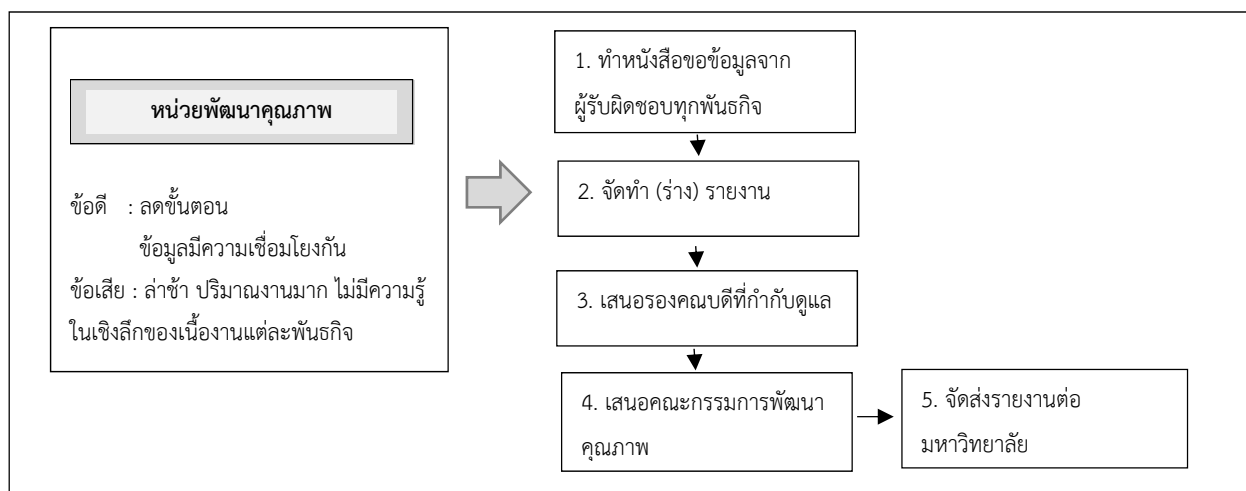 หน่วยพัฒนาคุณภาพ
ข้อดี : ลดขั้นตอน
ข้อมูลมีความเชื่อมโยงกัน
ข้อเสีย : ล่าช้า ปริมาณงานมาก ไม่มีความรู้
ในเชิงลึกของเนื้องานแต่ละพันธกิจ
1. ทำหนังสือขอข้อมูลจาก
ผู้รับผิดชอบทุกพันธกิจ
2. จัดทำ (ร่าง) รายงาน
3. เสนอรองคณบดีที่กำกับดูแล
4. เสนอคณะกรรมการพัฒนา
คุณภาพ
5. จัดส่งรายงานต่อ
มหาวิทยาลัย